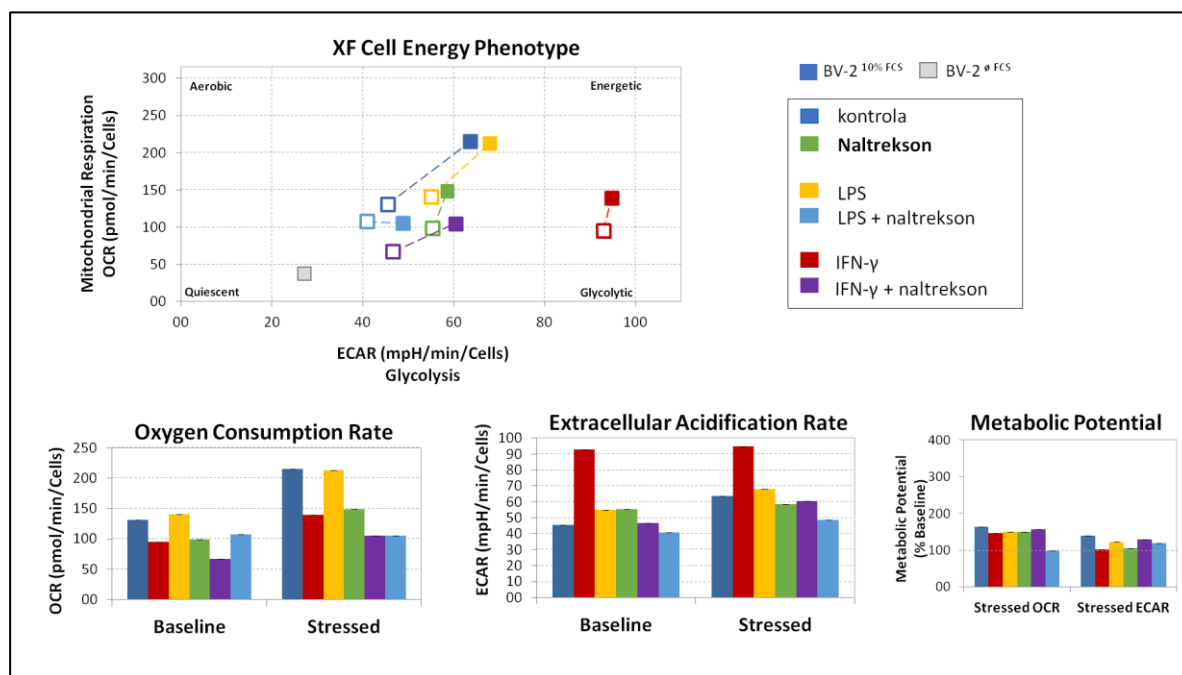 XF Cell Energy Phenotype
Mitochondrial Respiration
OCR (pmol/min/Cells)
300
250
200
150
100
50
00
Aerobic
Energetic
Quiescent
Glycolytic
00 20 40 60 80 100
ECAR (mpH/min/Cells)
Glycolysis
BV-2 10% FCS
BV-2 ø FCS
kontrola
Naltrekson
LPS
LPS + naltrekson
IFN-γ
IFN-γ + naltrekson
Oxygen Consumption Rate
OCR (pmol/min/Cells)
250
200
150
100
50
00
Baseline Stressed
Extracellular Acidification Rate
ECAR (mpH/min/Cells)
100
90
80
70
60
50
40
30
20
10
00
Baseline Stressed
Metabolic Potential
Metabolic Potential
(% Baseline)
400
300
200
100
00
Stressed OCR Stressed ECAR